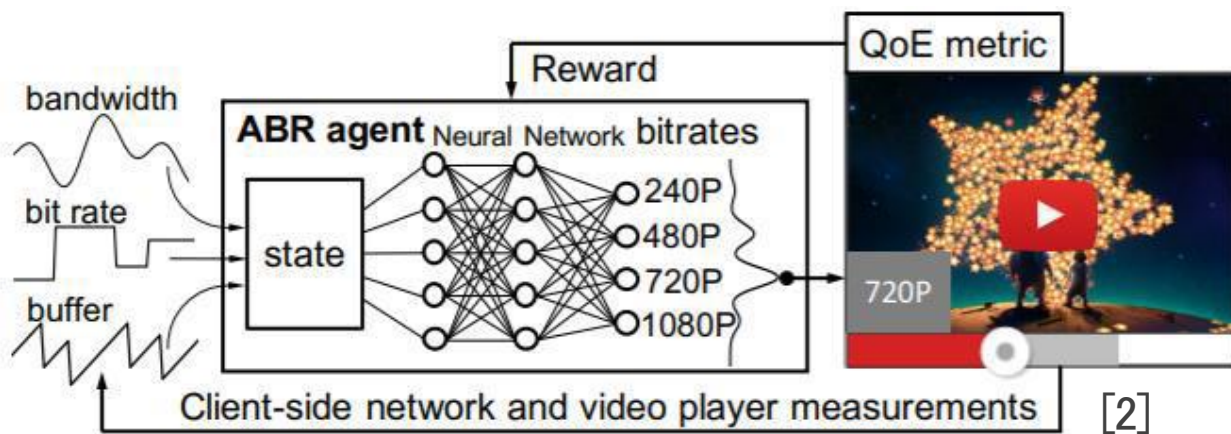 QoE metric
Reward
bandwidth
ABR agent Neural Network bitrates
bit rate
state
buffer
240P
480P
720P
1080P
720P
Client-side network and video player measurements
[2]